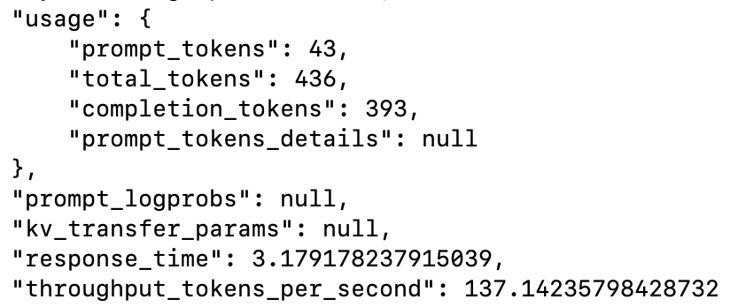 "usage": {
    "prompt_tokens": 43,
    "total_tokens": 436,
    "completion_tokens": 393,
    "prompt_tokens_details": null
},
"prompt_logprobs": null,
"kv_transfer_params": null,
"response_time": 3.179178237915039,
"throughput_tokens_per_second": 137.14235798428732